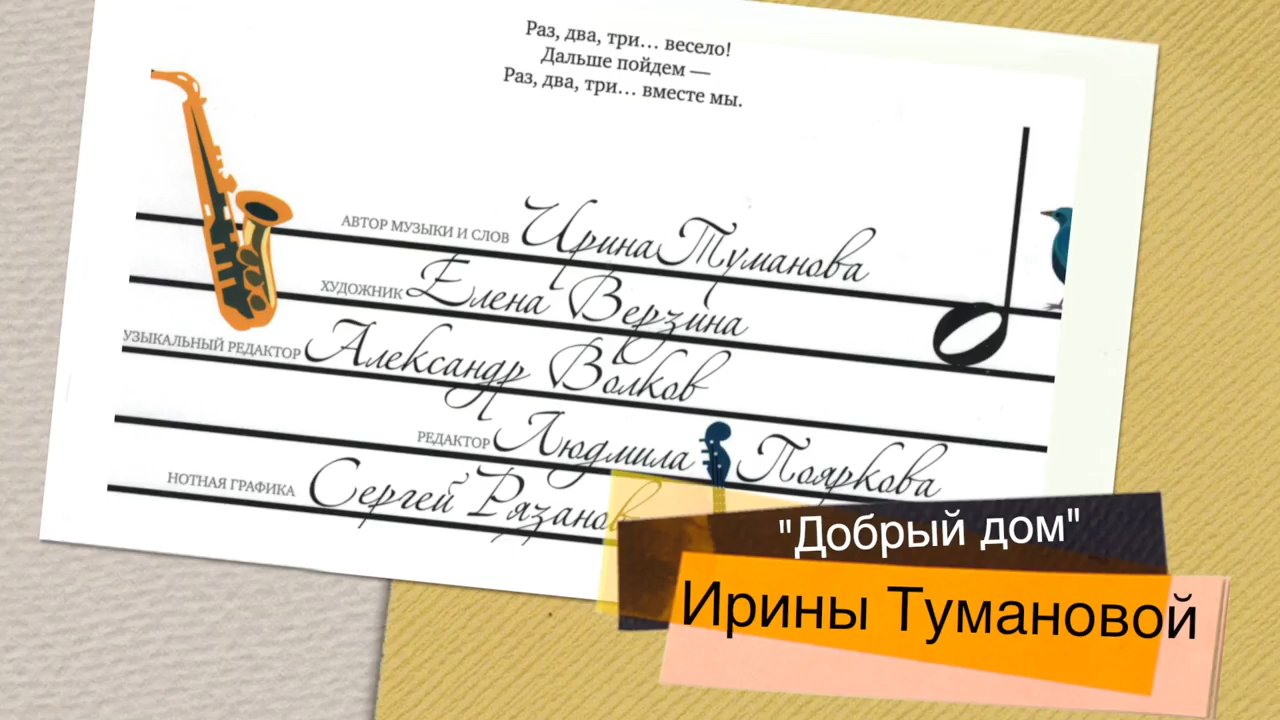 Раз, два, три... весело!
Дальше пойдем —
Раз, два, три... вместе мы.
АВТОР МУЗЫКИ И СЛОВ Ирина Туманова
ХУДОЖНИК Елена Верзина
УЗЫКАЛЬНЫЙ РЕДАКТОР Александр Волков
РЕДАКТОР Людмила Пояркова
НОТНАЯ ГРАФИКА Сергей Рязанов
"Добрый дом"
Ирины Тумановой